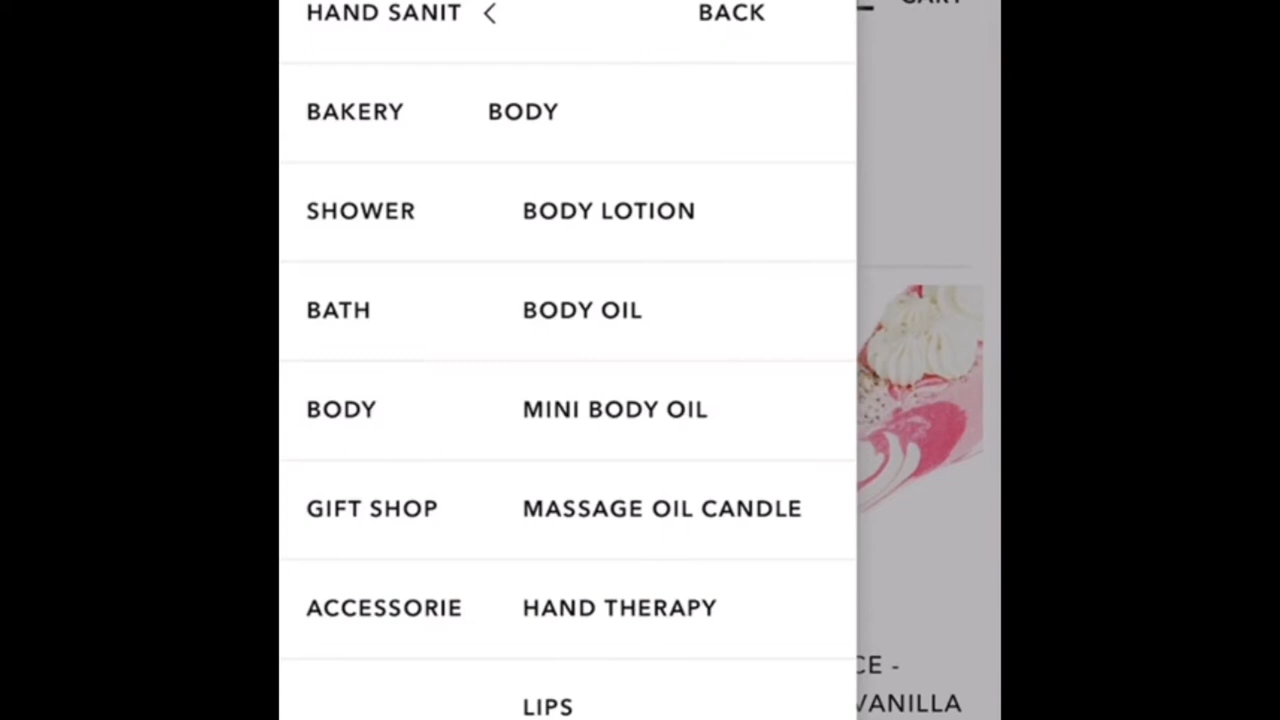 HAND SANIT < BACK
BAKERY BODY
SHOWER BODY LOTION
BATH BODY OIL
BODY MINI BODY OIL
GIFT SHOP MASSAGE OIL CANDLE
ACCESSORIE HAND THERAPY
CE -
LIPS
VANILLA